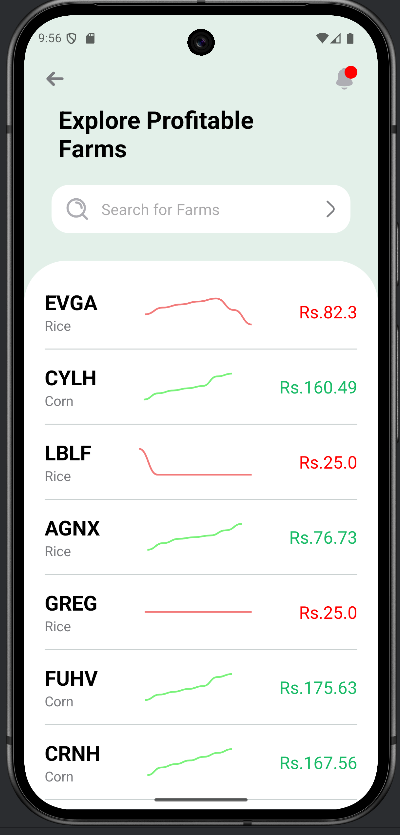 9:56
Explore Profitable
Farms
Search for Farms
EVGA
Rice
Rs.82.3
CYLH
Corn
Rs.160.49
LBLF
Rice
Rs.25.0
AGNX
Rice
Rs.76.73
GREG
Rice
Rs.25.0
FUHV
Corn
Rs.175.63
CRNH
Corn
Rs.167.56